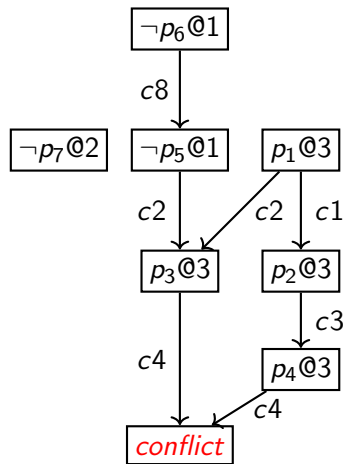 ¬p₆@1
c8
¬p₇@2 ¬p₅@1 p₁@3
c2 c2 c1
p₃@3 p₂@3
c3
c4 p₄@3
c4
conflict